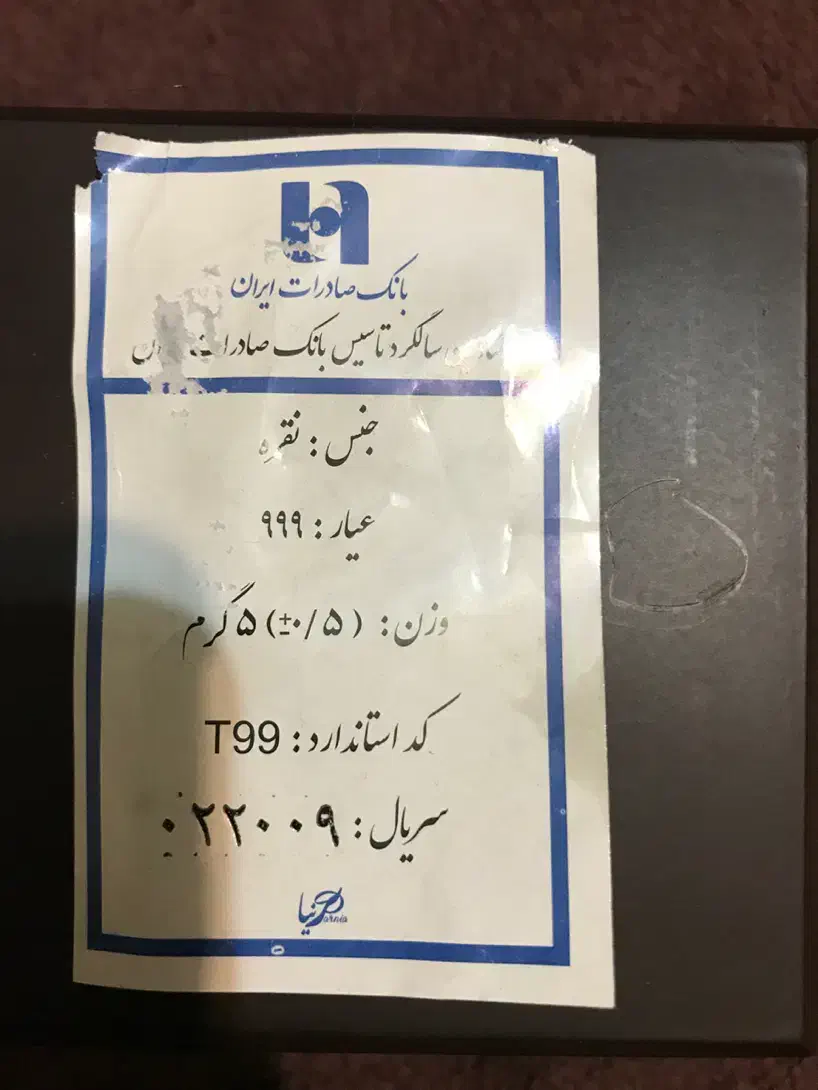 بانک صادرات ایران
سالگرد تاسیس بانک صادرات ایران
جنس: نقره
عیار: ۹۹۹
وزن: (۰/۵±) ۵ گرم
کد استاندارد: T99
سریال: ۰۲۲۰۰۹